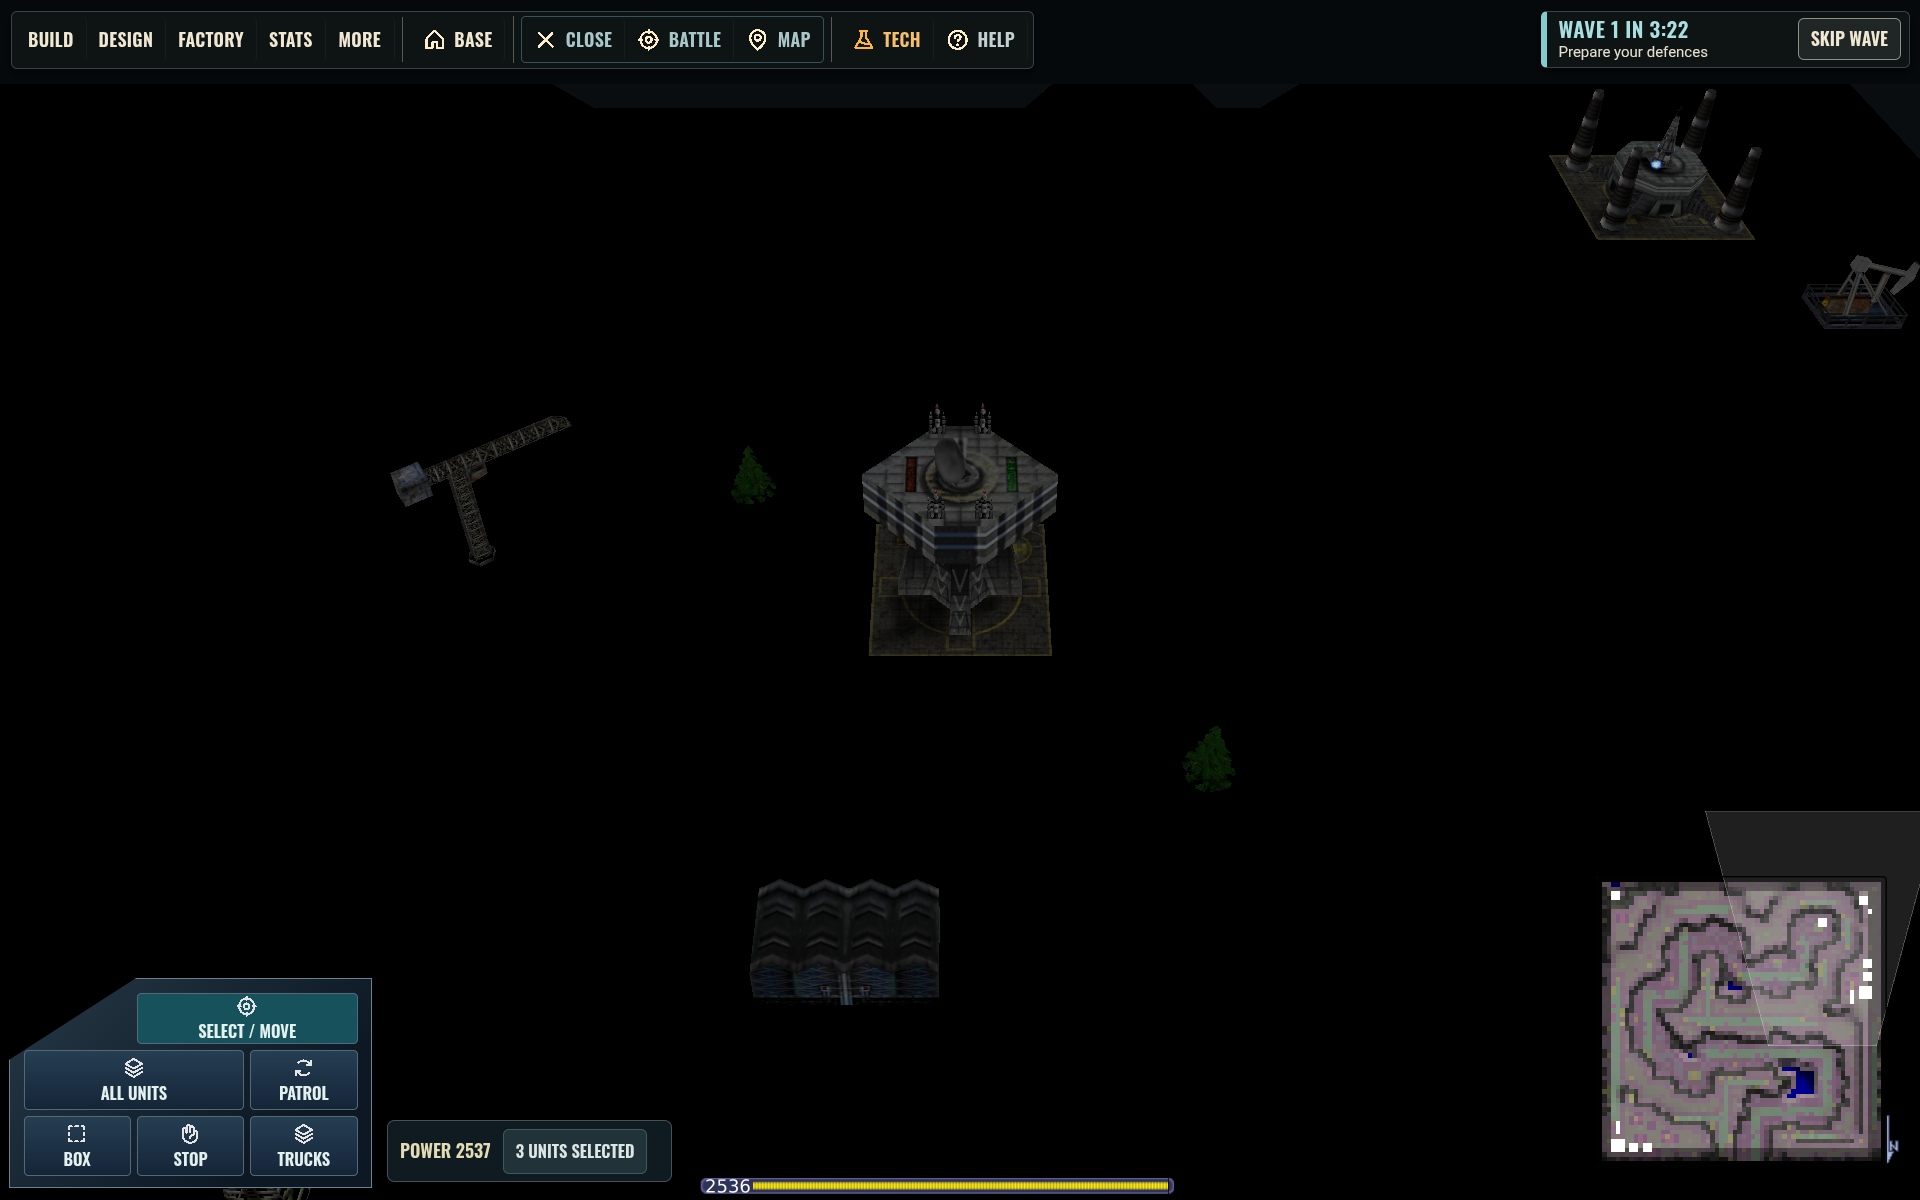 BUILD
DESIGN
FACTORY
STATS
MORE
BASE
CLOSE
BATTLE
MAP
TECH
HELP
WAVE 1 IN 3:22
Prepare your defences
SKIP WAVE
SELECT / MOVE
ALL UNITS
PATROL
BOX
STOP
TRUCKS
POWER 2537
3 UNITS SELECTED
2536
N